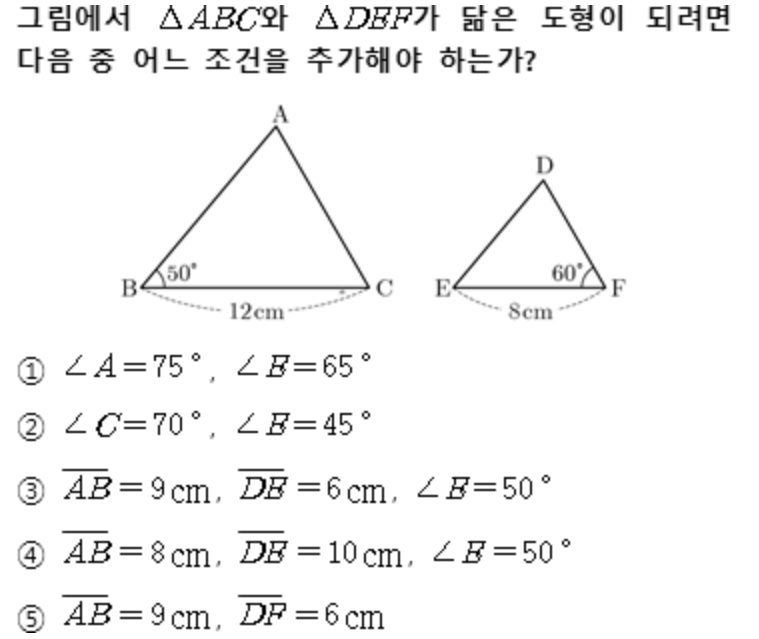 그림에서 △ABC와 △DEF가 닮은 도형이 되려면
다음 중 어느 조건을 추가해야 하는가?
A
D
50°
60°
B
C
E
F
12cm
8cm
① ∠A=75°, ∠E=65°
② ∠C=70°, ∠E=45°
③ AB=9cm, DE=6cm, ∠E=50°
④ AB=8cm, DE=10cm, ∠E=50°
⑤ AB=9cm, DF=6cm